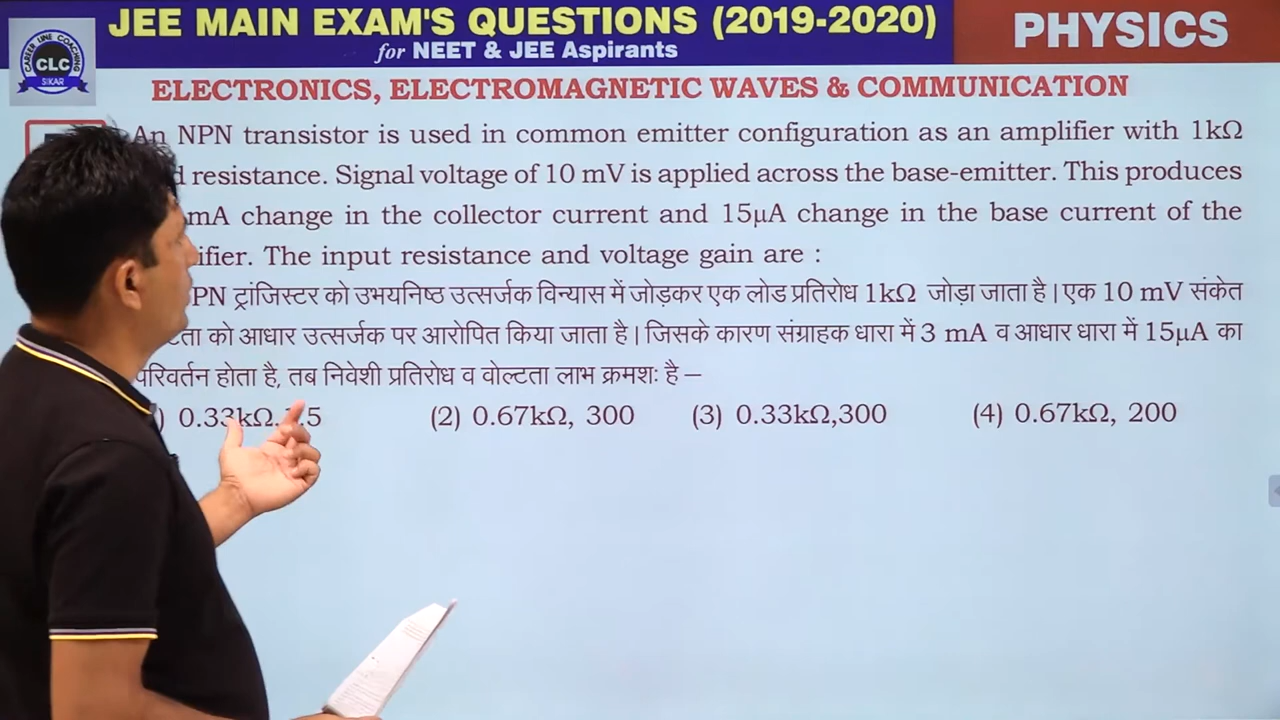 JEE MAIN EXAM'S QUESTIONS (2019-2020)
for NEET & JEE Aspirants
PHYSICS
CAREER LINE COACHING
CLC
SIKAR
ELECTRONICS, ELECTROMAGNETIC WAVES & COMMUNICATION
An NPN transistor is used in common emitter configuration as an amplifier with 1kΩ
resistance. Signal voltage of 10 mV is applied across the base-emitter. This produces
mA change in the collector current and 15μA change in the base current of the
The input resistance and voltage gain are :
ट्रांजिस्टर को उभयनिष्ठ उत्सर्जक विन्यास में जोड़कर एक लोड प्रतिरोध 1kΩ जोड़ा जाता है। एक 10 mV संकेत
को आधार उत्सर्जक पर आरोपित किया जाता है। जिसके कारण संग्राहक धारा में 3 mA व आधार धारा में 15μA का
परिवर्तन होता है, तब निवेशी प्रतिरोध व वोल्टता लाभ क्रमशः है –
0.33kΩ, (2) 0.67kΩ, 300 (3) 0.33kΩ,300 (4) 0.67kΩ, 200